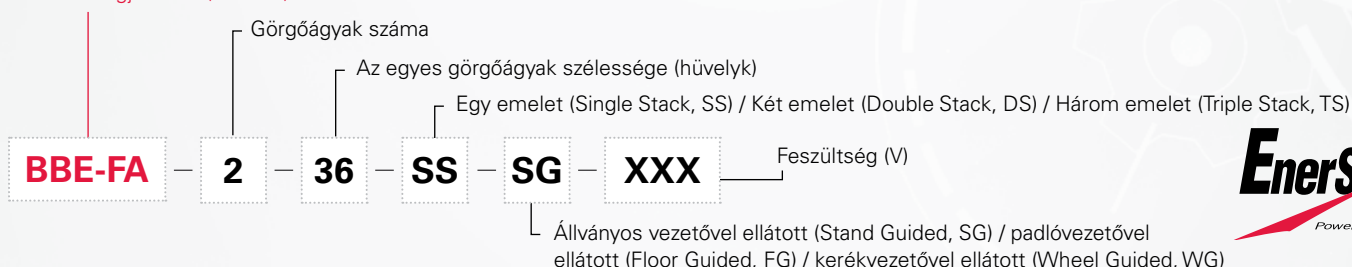 Görgőágyak száma
Az egyes görgőágyak szélessége (hüvelyk)
Egy emelet (Single Stack, SS) / Két emelet (Double Stack, DS) / Három emelet (Triple Stack, TS)
BBE-FA – 2 – 36 – SS – SG – XXX
Feszültség (V)
Állványos vezetővel ellátott (Stand Guided, SG) / padlóvezetővel
ellátott (Floor Guided, FG) / kerékvezetővel ellátott (Wheel Guided, WG)
EnerS
Powe